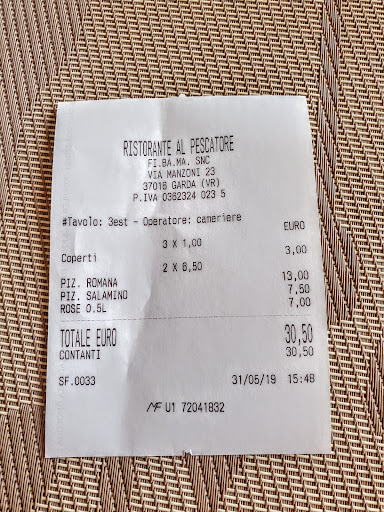 RISTORANTE AL PESCATORE
FI.BA.MA. SNC
VIA MANZONI 23
37016 GARDA (VR)
P.IVA 0362324 023 5
#Tavolo: 3est - Operatore: cameriere
EURO
3 X 1,00
Coperti 3,00
2 X 6,50
PIZ. ROMANA 13,00
PIZ. SALAMINO 7,50
ROSE 0.5L 7,00
TOTALE EURO 30,50
CONTANTI 30,50
SF.0033 31/05/19 15:48
MF U1 72041832